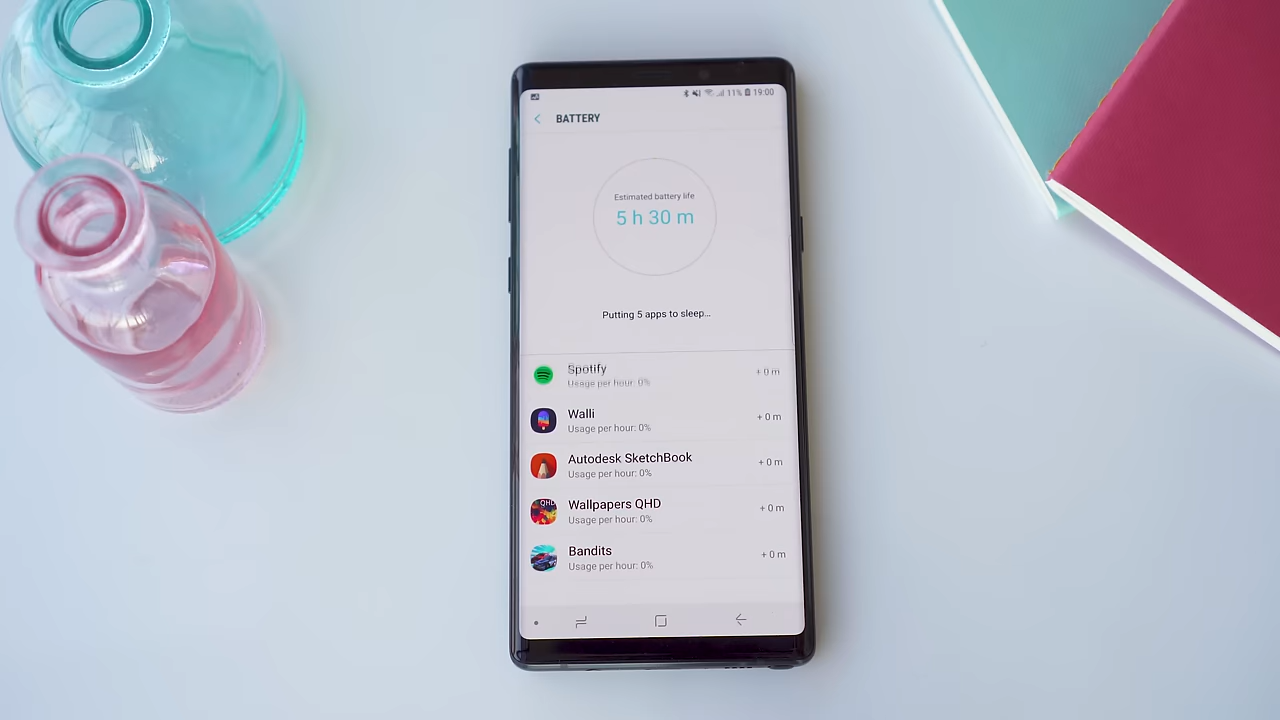 11% 19:00
BATTERY
Estimated battery life
5 h 30 m
Putting 5 apps to sleep...
Spotify
Usage per hour: 0%
+ 0 m
Walli
Usage per hour: 0%
+ 0 m
Autodesk SketchBook
Usage per hour: 0%
+ 0 m
QHD
Wallpapers QHD
Usage per hour: 0%
+ 0 m
Bandits
Usage per hour: 0%
+ 0 m